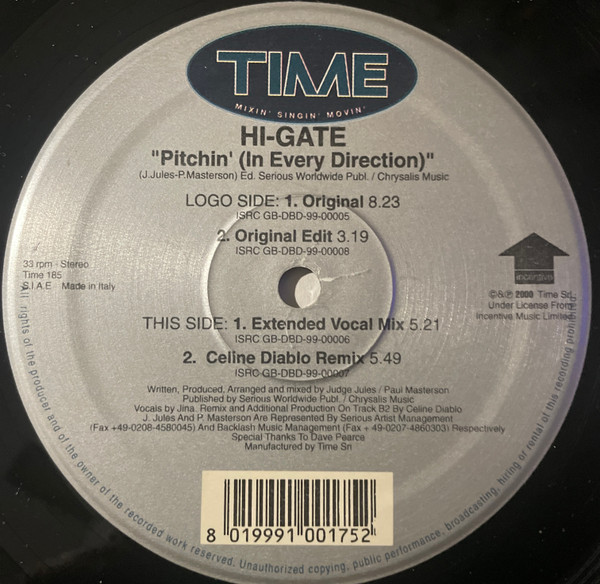 TIME
MIXIN' SINGIN' MOVIN'
HI-GATE
"Pitchin' (In Every Direction)"
(J.Jules-P.Masterson) Ed. Serious Worldwide Publ. / Chrysalis Music
LOGO SIDE: 1. Original 8.23
ISRC GB-DBD-99-00005
2. Original Edit 3.19
ISRC GB-DBD-99-00008
33 rpm - Stereo
Time 185
S.I.A.E. Made in Italy
incentive
©&℗ 2000 Time Srl
Under License From
Incentive Music Limited
THIS SIDE: 1. Extended Vocal Mix 5.21
ISRC GB-DBD-99-00006
2. Celine Diablo Remix 5.49
ISRC GB-DBD-99-00007
Written, Produced, Arranged and mixed by Judge Jules / Paul Masterson
Published by Serious Worldwide Publ. / Chrysalis Music
Vocals by Jina. Remix and Additional Production On Track B2 By Celine Diablo
J. Jules And P. Masterson Are Represented By Serious Artist Management
(Fax +49-0208-4580045) And Backlash Music Management (Fax + 49-0207-4860303) Respectively
Special Thanks To Dave Pearce
Manufactured by Time Srl
8 019991 001752
All rights of the producer and of the owner of the recorded work reserved. Unauthorized copying, public performance, broadcasting, hiring or rental of this recording prohibited.